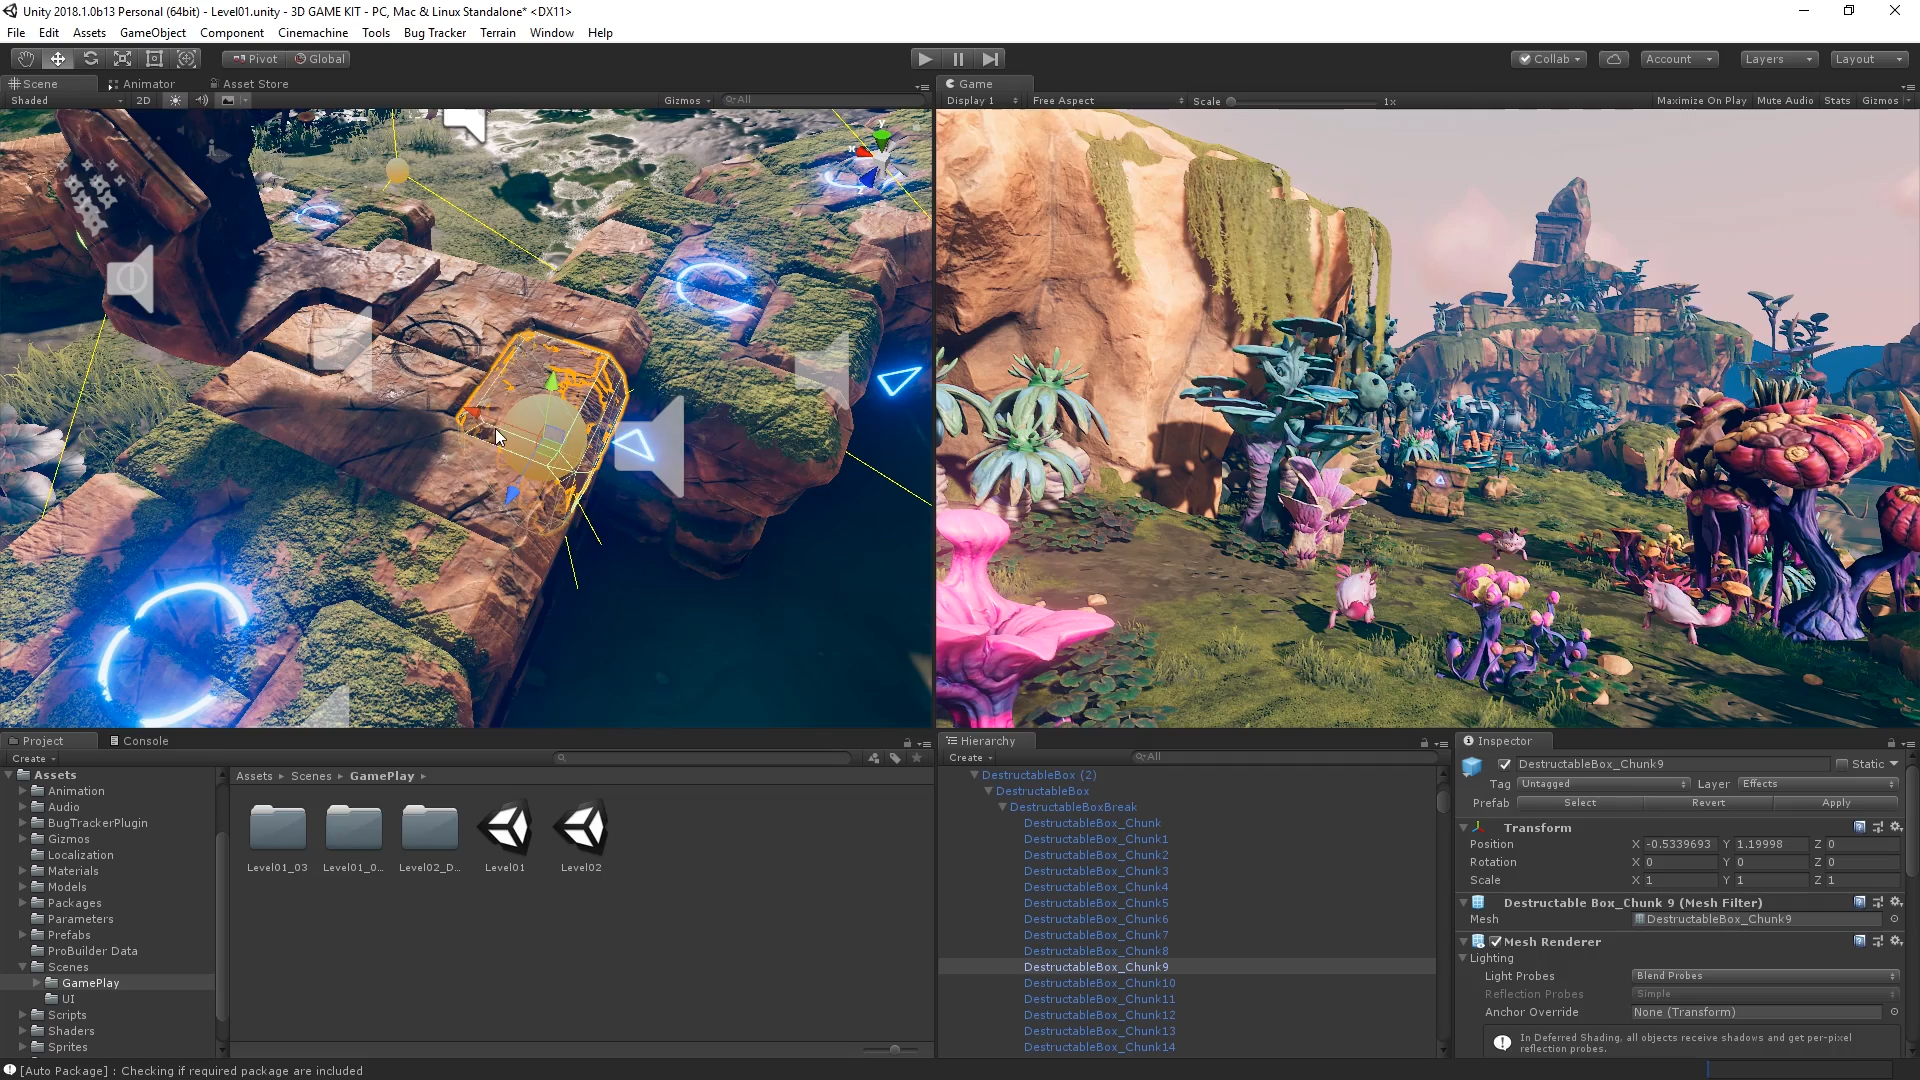 Unity 2018.1.0b13 Personal (64bit) - Level01.unity - 3D GAME KIT - PC, Mac & Linux Standalone* <DX11>
File Edit Assets GameObject Component Cinemachine Tools Bug Tracker Terrain Window Help
Pivot Global Collab Account Layers Layout
Scene Animator Asset Store
Shaded 2D Gizmos All
Game
Display 1 Free Aspect Scale 1x Maximize On Play Mute Audio Stats Gizmos
y
x
z
Project Console
Create
Assets
Animation
Audio
BugTrackerPlugin
Gizmos
Localization
Materials
Models
Packages
Parameters
Prefabs
ProBuilder Data
Scenes
GamePlay
UI
Scripts
Shaders
Sprites
Assets Scenes GamePlay
Level01_03 Level01_0... Level02_D... Level01 Level02
Hierarchy
Create All
DestructableBox (2)
DestructableBox
DestructableBoxBreak
DestructableBox_Chunk
DestructableBox_Chunk1
DestructableBox_Chunk2
DestructableBox_Chunk3
DestructableBox_Chunk4
DestructableBox_Chunk5
DestructableBox_Chunk6
DestructableBox_Chunk7
DestructableBox_Chunk8
DestructableBox_Chunk9
DestructableBox_Chunk10
DestructableBox_Chunk11
DestructableBox_Chunk12
DestructableBox_Chunk13
DestructableBox_Chunk14
Inspector
DestructableBox_Chunk9 Static
Tag Untagged Layer Effects
Prefab Select Revert Apply
Transform
Position X -0.5339693 Y 1.19998 Z 0
Rotation X 0 Y 0 Z 0
Scale X 1 Y 1 Z 1
Destructable Box_Chunk 9 (Mesh Filter)
Mesh DestructableBox_Chunk9
Mesh Renderer
Lighting
Light Probes Blend Probes
Reflection Probes Simple
Anchor Override None (Transform)
In Deferred Shading, all objects receive shadows and get per-pixel
reflection probes.
[Auto Package] : Checking if required package are included